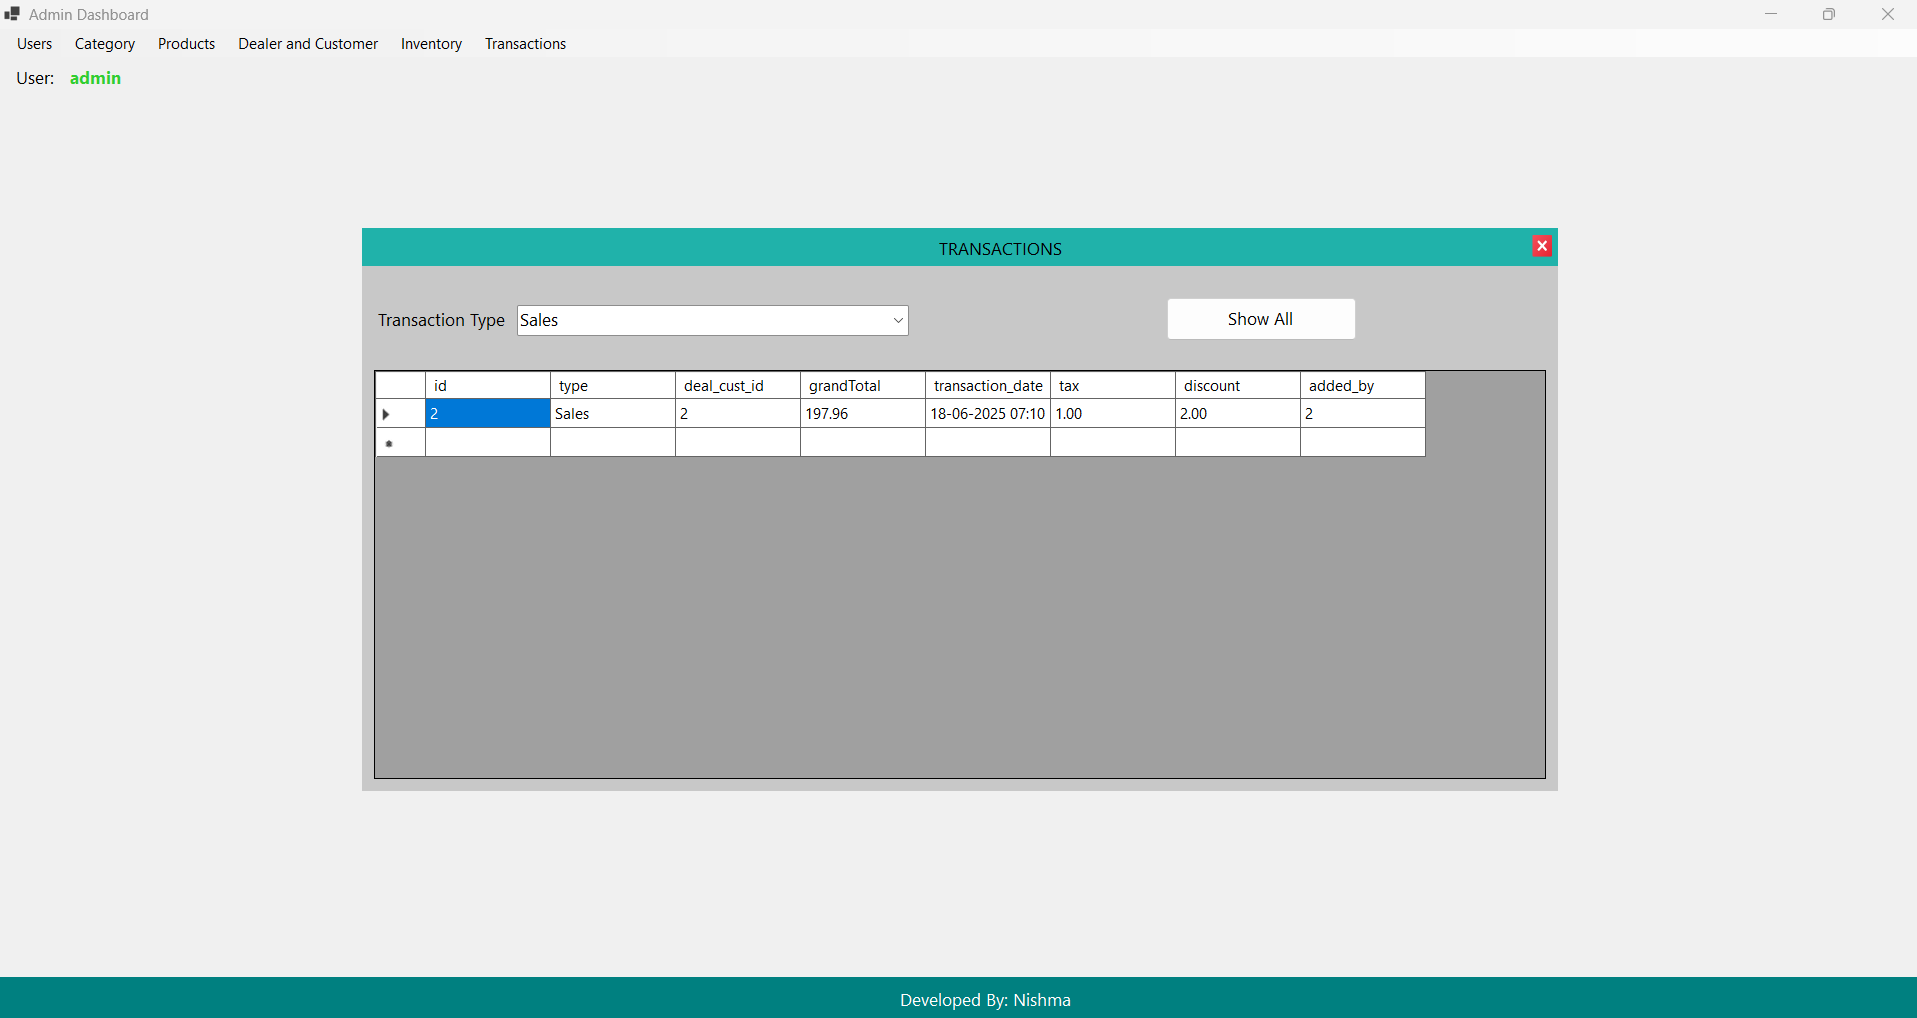 Admin Dashboard
Users Category Products Dealer and Customer Inventory Transactions
User: admin
TRANSACTIONS
Transaction Type Sales Show All
id type deal_cust_id grandTotal transaction_date tax discount added_by
2 Sales 2 197.96 18-06-2025 07:10 1.00 2.00 2
Developed By: Nishma